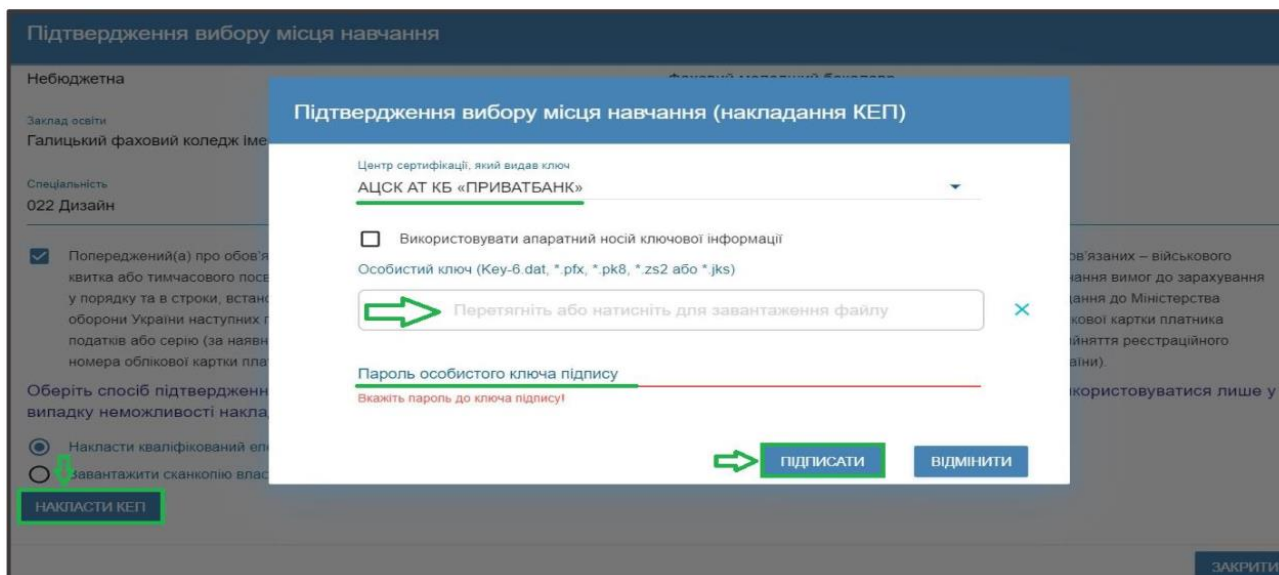 Підтвердження вибору місця навчання
Небюджетна
Заклад освіти
Галицький фаховий коледж іме
Спеціальність
022 Дизайн
Попереджений(а) про обов'я
квитка або тимчасового посв
у порядку та в строки, встано
оборони України наступних п
податків або серію (за наявн
номера облікової картки пла
ов'язаних – військового
нання вимог до зарахування
дання до Міністерства
кової картки платника
йняття реєстраційного
аїни).
Оберіть спосіб підтвердженн
икористовуватися лише у
випадку неможливості накла
Накласти кваліфікований еле
Завантажити сканкопію влас
НАКЛАСТИ КЕП
ЗАКРИТИ
Підтвердження вибору місця навчання (накладання КЕП)
Центр сертифікації, який видав ключ
АЦСК АТ КБ «ПРИВАТБАНК»
Використовувати апаратний носій ключової інформації
Особистий ключ (Key-6.dat, *.pfx, *.pk8, *.zs2 або *.jks)
Перетягніть або натисніть для завантаження файлу
Пароль особистого ключа підпису
Вкажіть пароль до ключа підпису!
ПІДПИСАТИ
ВІДМІНИТИ